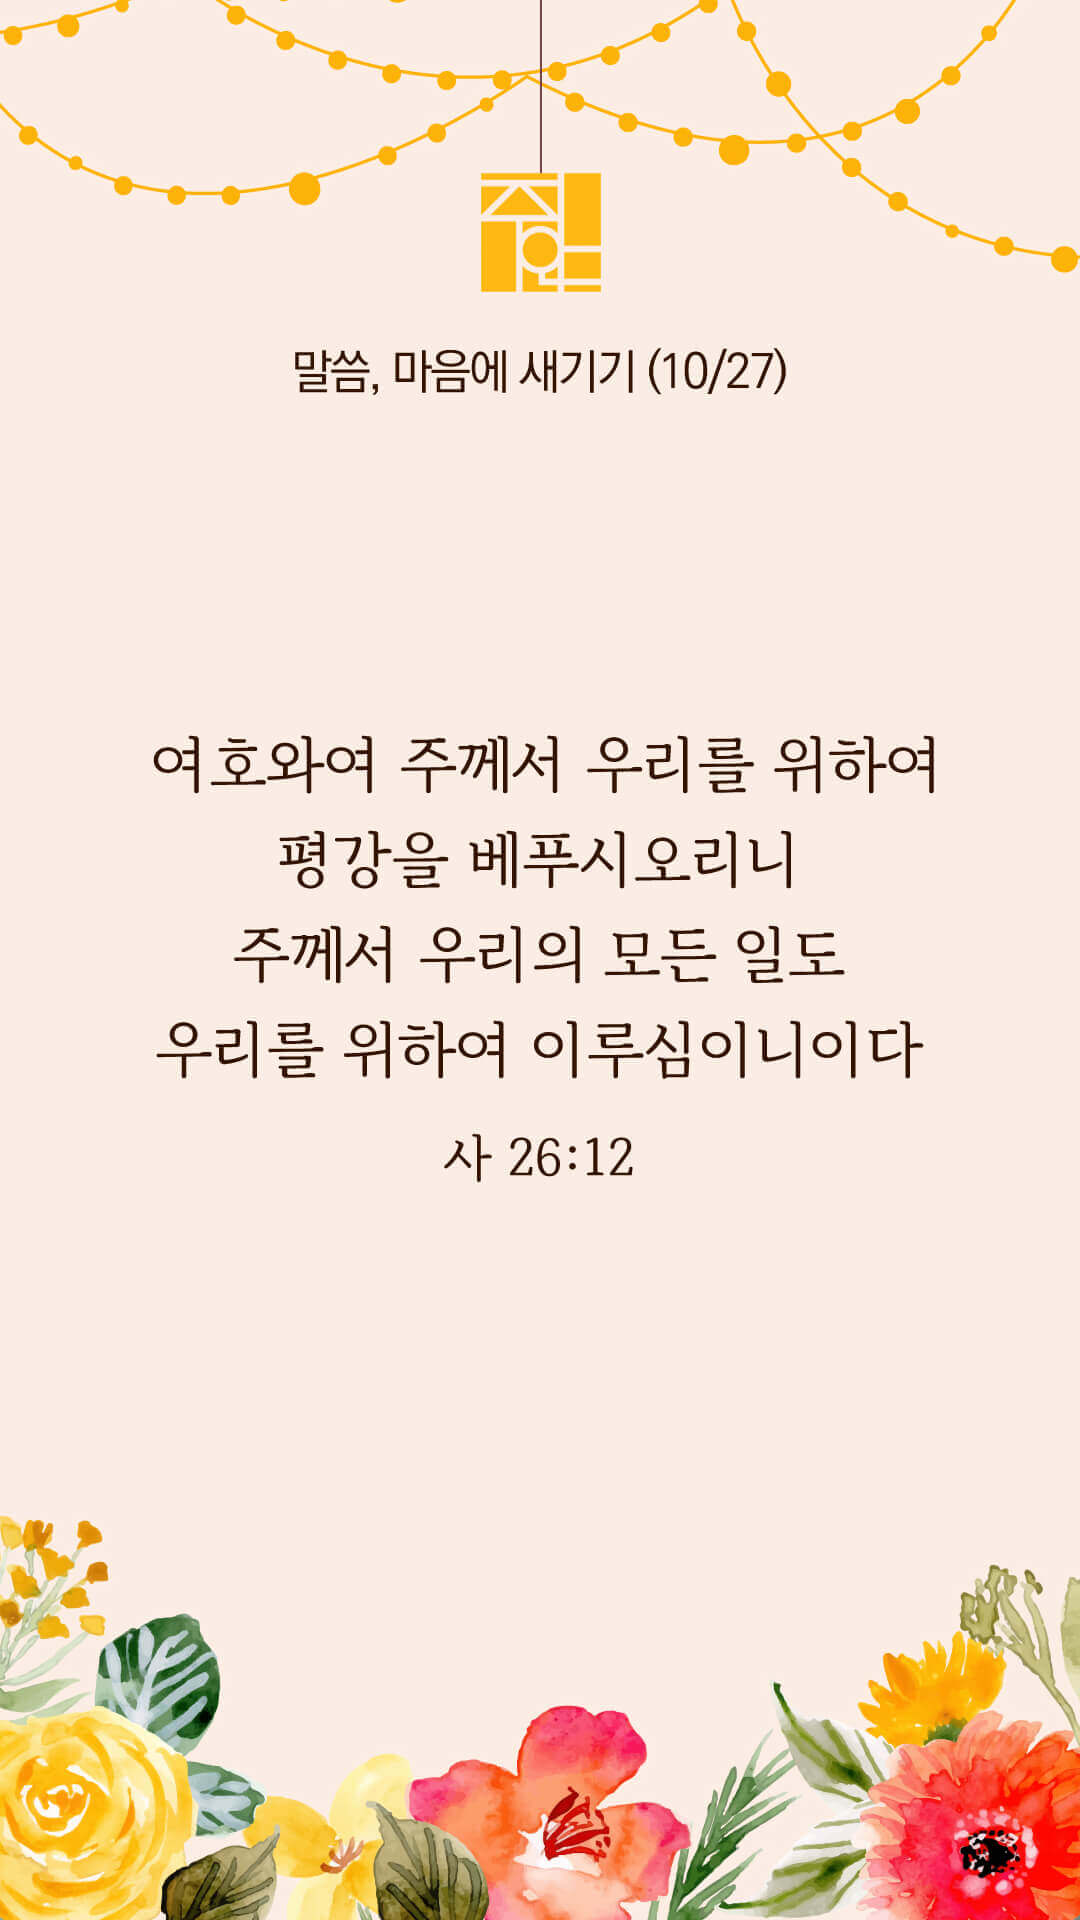 주인
말씀, 마음에 새기기 (10/27)
여호와여 주께서 우리를 위하여
평강을 베푸시오리니
주께서 우리의 모든 일도
우리를 위하여 이루심이니이다
사 26:12